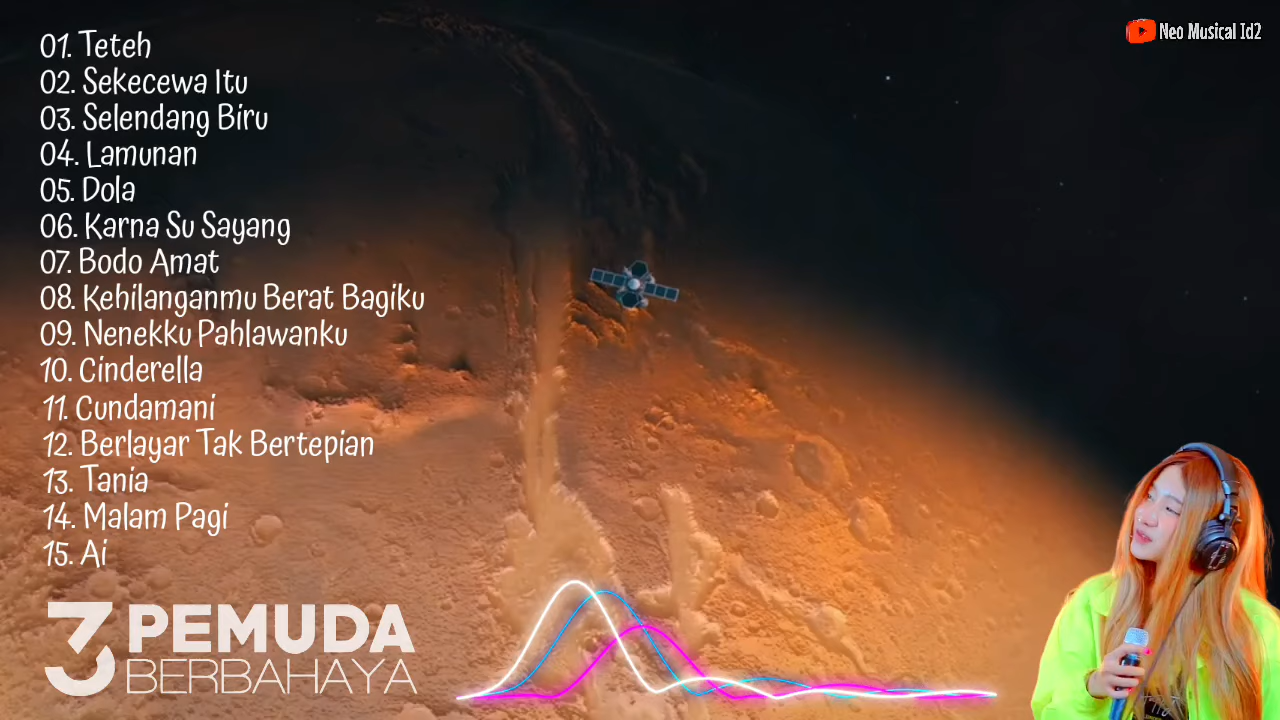 01. Teteh
02. Sekecewa Itu
03. Selendang Biru
04. Lamunan
05. Dola
06. Karna Su Sayang
07. Bodo Amat
08. Kehilanganmu Berat Bagiku
09. Nenekku Pahlawanku
10. Cinderella
11. Cundamani
12. Berlayar Tak Bertepian
13. Tania
14. Malam Pagi
15. Ai
3 PEMUDA
BERBAHAYA
Neo Musical Id2